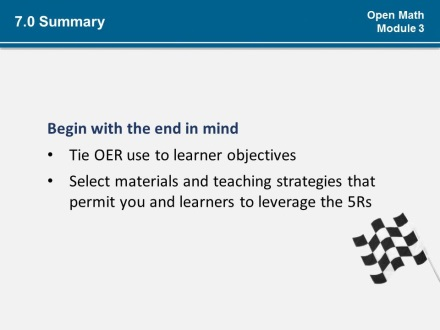 7.0 Summary
Open Math
Module 3
Begin with the end in mind
• Tie OER use to learner objectives
• Select materials and teaching strategies that
permit you and learners to leverage the 5Rs